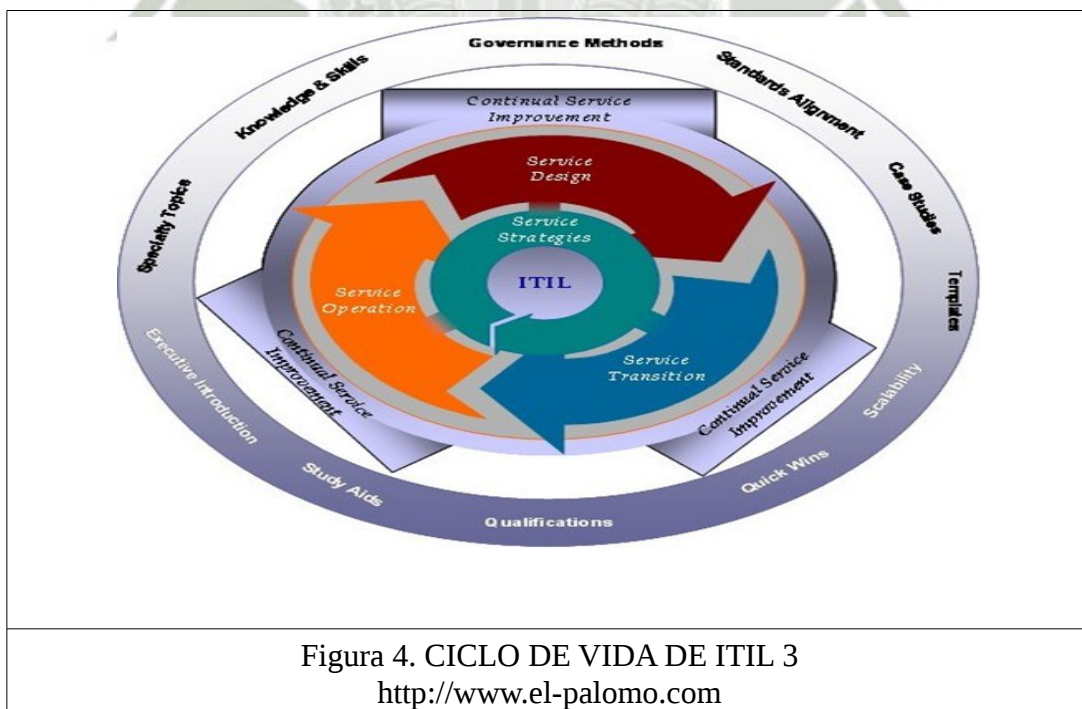 Governance Methods
Knowledge & Skills
Standards Alignment
Continual Service
Improvement
Service
Design
Case Studies
Specialty Topics
Service
Strategies
ITIL
Service
Operation
Templates
Service
Transition
Continual Service
Improvement
Continual Service
Improvement
Executive Introduction
Scalability
Study Aids
Quick Wins
Qualifications
Figura 4. CICLO DE VIDA DE ITIL 3
http://www.el-palomo.com